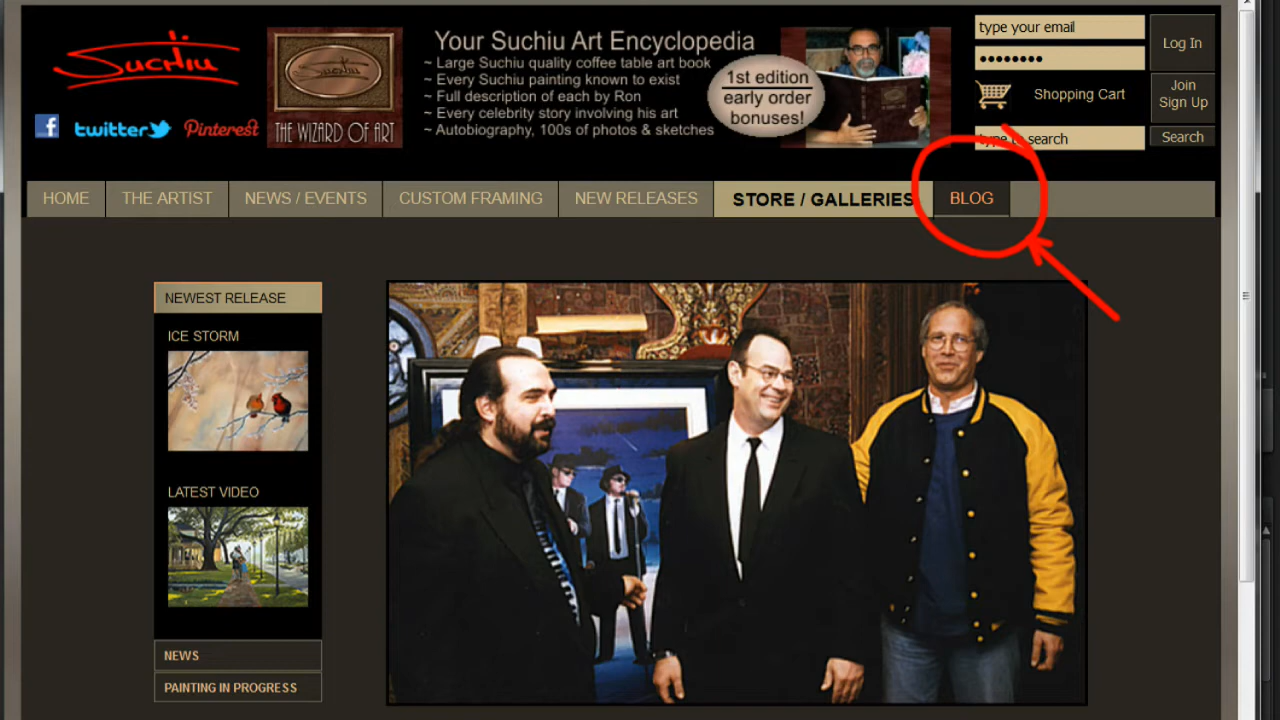 Suchiu
twitter
Pinterest
Suchiu
THE WIZARD OF ART
Your Suchiu Art Encyclopedia
~ Large Suchiu quality coffee table art book
~ Every Suchiu painting known to exist
~ Full description of each by Ron
~ Every celebrity story involving his art
~ Autobiography, 100s of photos & sketches
1st edition
early order
bonuses!
type your email
Log In
Shopping Cart
Join
Sign Up
type to search
Search
HOME
THE ARTIST
NEWS / EVENTS
CUSTOM FRAMING
NEW RELEASES
STORE / GALLERIES
BLOG
NEWEST RELEASE
ICE STORM
LATEST VIDEO
NEWS
PAINTING IN PROGRESS